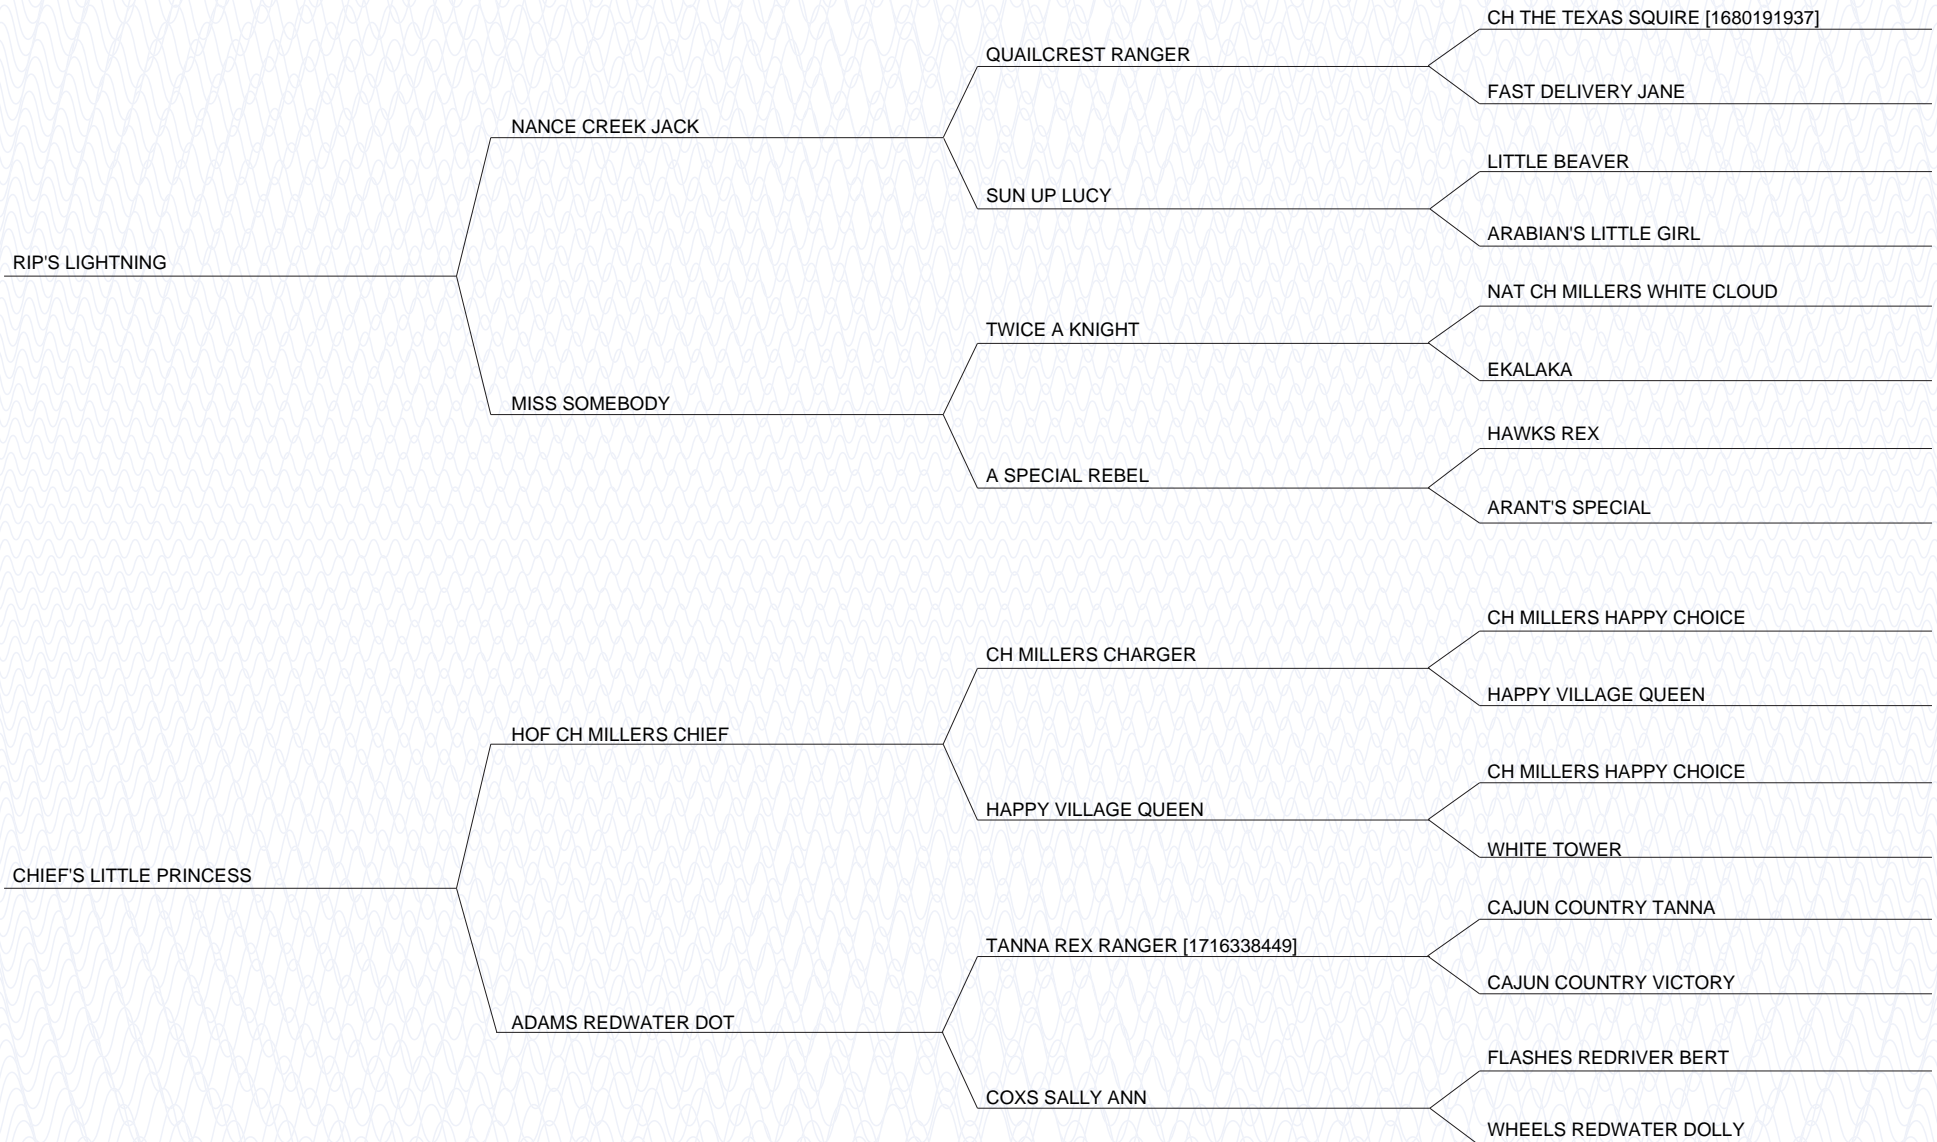 CH THE TEXAS SQUIRE [1680191937]
QUAILCREST RANGER
FAST DELIVERY JANE
NANCE CREEK JACK
LITTLE BEAVER
SUN UP LUCY
ARABIAN'S LITTLE GIRL
RIP'S LIGHTNING
NAT CH MILLERS WHITE CLOUD
TWICE A KNIGHT
EKALAKA
MISS SOMEBODY
HAWKS REX
A SPECIAL REBEL
ARANT'S SPECIAL
CH MILLERS HAPPY CHOICE
CH MILLERS CHARGER
HAPPY VILLAGE QUEEN
HOF CH MILLERS CHIEF
CH MILLERS HAPPY CHOICE
HAPPY VILLAGE QUEEN
WHITE TOWER
CHIEF'S LITTLE PRINCESS
CAJUN COUNTRY TANNA
TANNA REX RANGER [1716338449]
CAJUN COUNTRY VICTORY
ADAMS REDWATER DOT
FLASHES REDRIVER BERT
COXS SALLY ANN
WHEELS REDWATER DOLLY